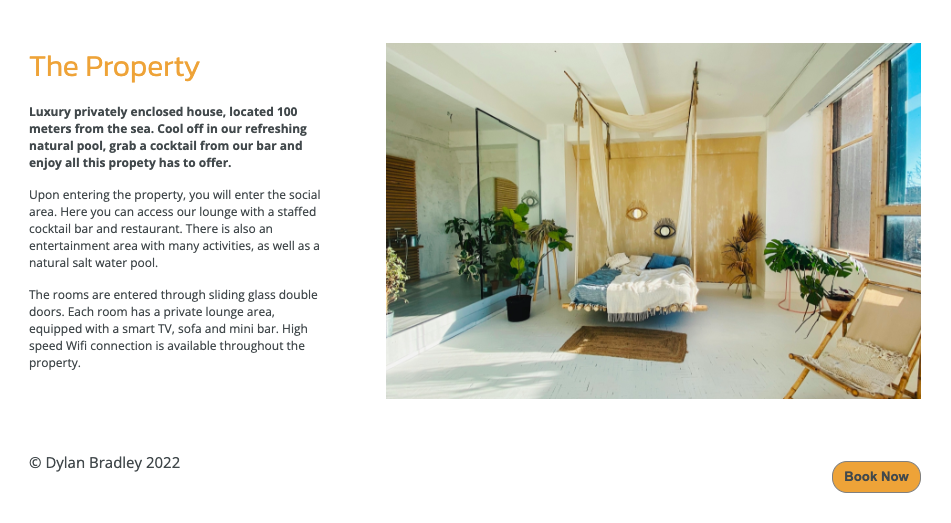 The Property
Luxury privately enclosed house, located 100
meters from the sea. Cool off in our refreshing
natural pool, grab a cocktail from our bar and
enjoy all this propety has to offer.
Upon entering the property, you will enter the social
area. Here you can access our lounge with a staffed
cocktail bar and restaurant. There is also an
entertainment area with many activities, as well as a
natural salt water pool.
The rooms are entered through sliding glass double
doors. Each room has a private lounge area,
equipped with a smart TV, sofa and mini bar. High
speed Wifi connection is available throughout the
property.
© Dylan Bradley 2022
Book Now